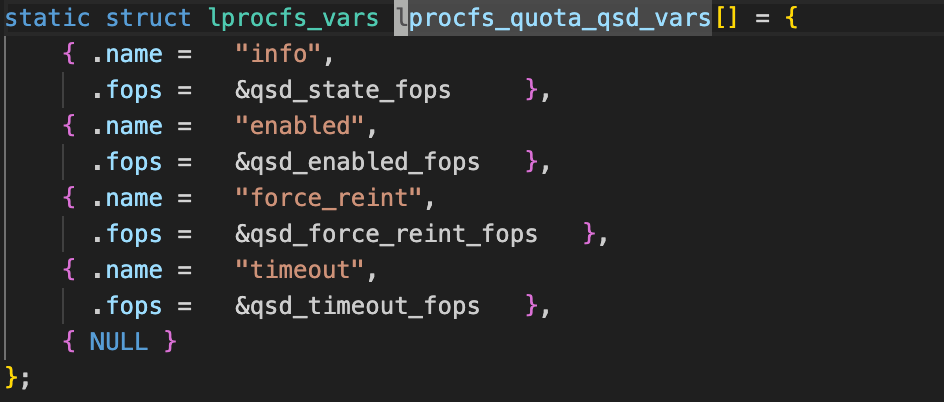 static struct lprocfs_vars lprocfs_quota_qsd_vars[] = {
{ .name = "info",
.fops = &qsd_state_fops },
{ .name = "enabled",
.fops = &qsd_enabled_fops },
{ .name = "force_reint",
.fops = &qsd_force_reint_fops },
{ .name = "timeout",
.fops = &qsd_timeout_fops },
{ NULL }
};